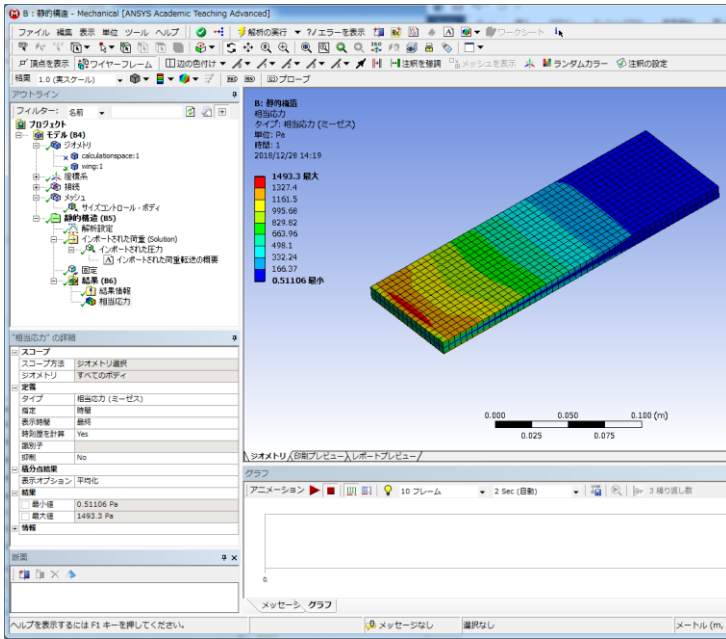 B : 静的構造 - Mechanical [ANSYS Academic Teaching Advanced]
ファイル 編集 表示 単位 ツール ヘルプ 解析の実行 ?/エラーを表示 A ワークシート
頂点を表示 ワイヤーフレーム 辺の色付け 注釈を強調 メッシュを表示 ランダムカラー 注釈の設定
結果 1.0 (実スケール) プローブ
アウトライン
フィルター: 名前
プロジェクト
モデル (B4)
ジオメトリ
calculationspace:1
wing:1
座標系
接続
メッシュ
サイズコントロール - ボディ
静的構造 (B5)
解析設定
インポートされた荷重 (Solution)
インポートされた圧力
A インポートされた荷重転送の概要
固定
結果 (B6)
結果情報
相当応力
B: 静的構造
相当応力
タイプ: 相当応力 (ミーゼス)
単位: Pa
時間: 1
2018/12/28 14:19
1493.3 最大
1327.4
1161.5
995.68
829.82
663.96
498.1
332.24
166.37
0.51106 最小
0.000 0.050 0.100 (m)
0.025 0.075
ジオメトリ 印刷プレビュー レポートプレビュー
"相当応力" の詳細
スコープ
スコープ方法 ジオメトリ選択
ジオメトリ すべてのボディ
定義
タイプ 相当応力 (ミーゼス)
指定 時間
表示時間 最終
時刻歴を計算 Yes
識別子
抑制 No
積分点結果
表示オプション 平均化
結果
最小値 0.51106 Pa
最大値 1493.3 Pa
情報
断面
グラフ
アニメーション 10 フレーム 2 Sec (自動) 3 繰り返し数
0.
メッセージ グラフ
ヘルプを表示するには F1 キーを押してください。 0 メッセージなし 選択なし メートル (m,